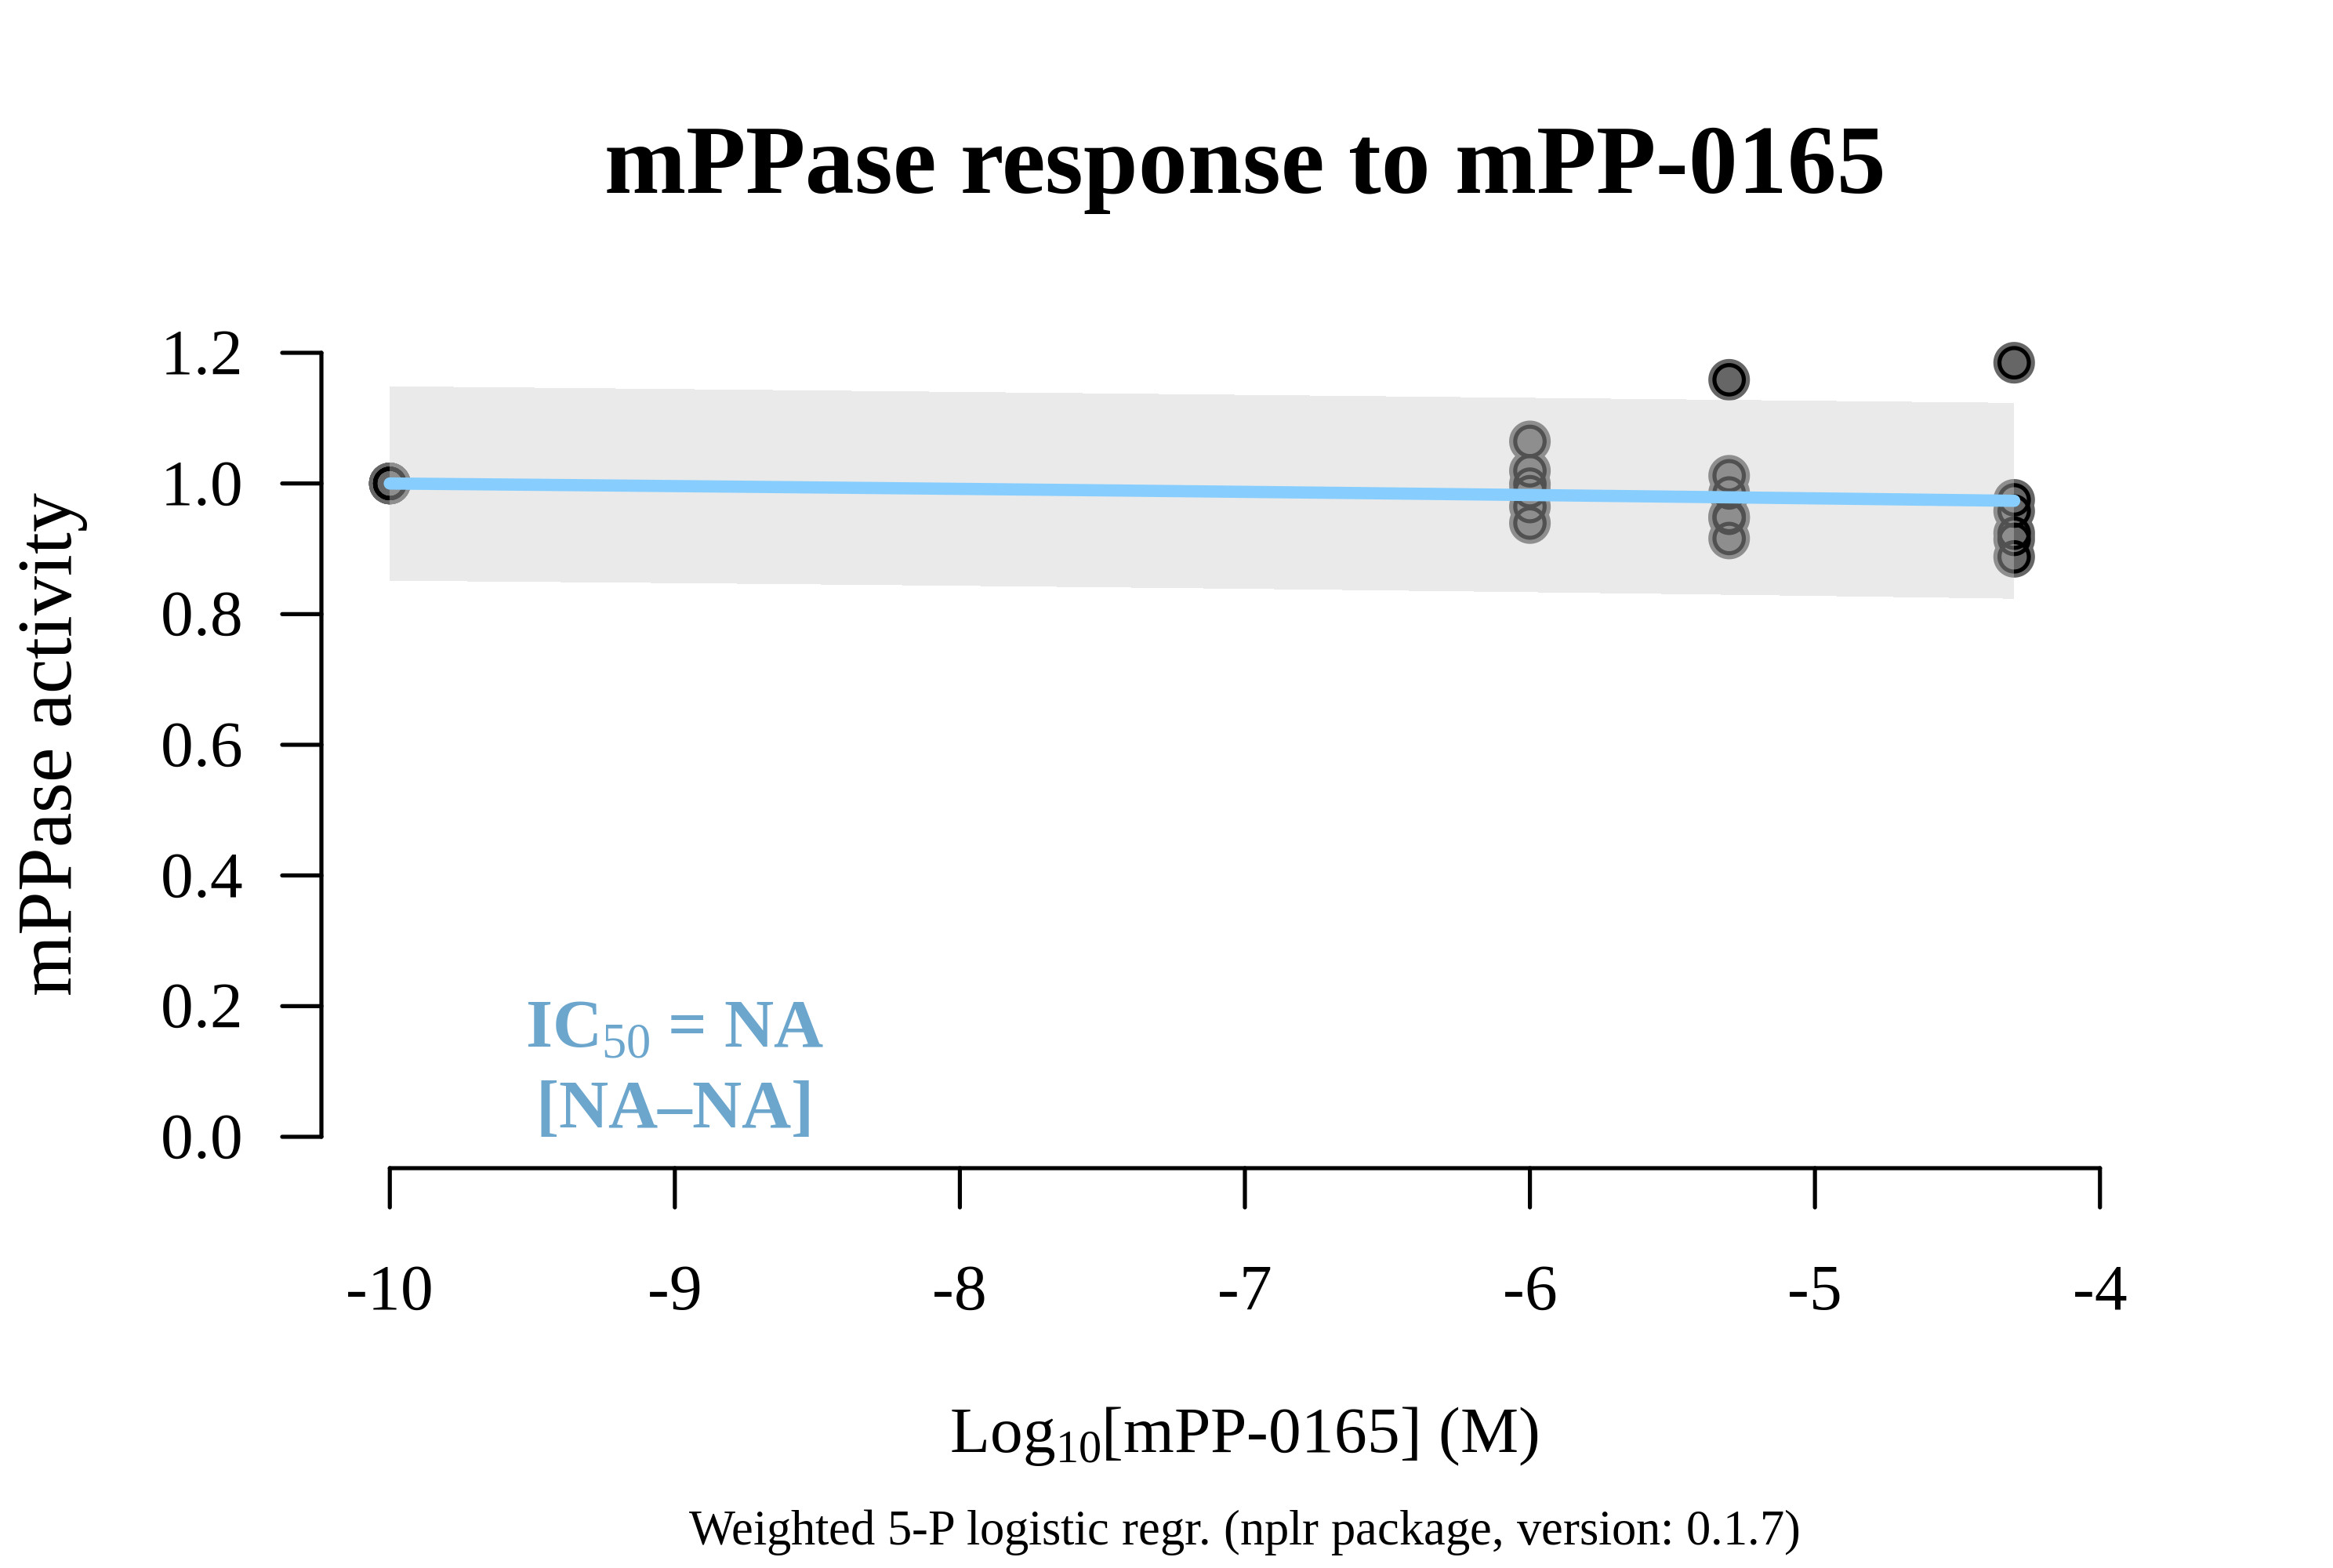 mPPase response to mPP-0165
mPPase activity
1.2
1.0
0.8
0.6
0.4
0.2
0.0
IC50 = NA
[NA–NA]
-10 -9 -8 -7 -6 -5 -4
Log10[mPP-0165] (M)
Weighted 5-P logistic regr. (nplr package, version: 0.1.7)